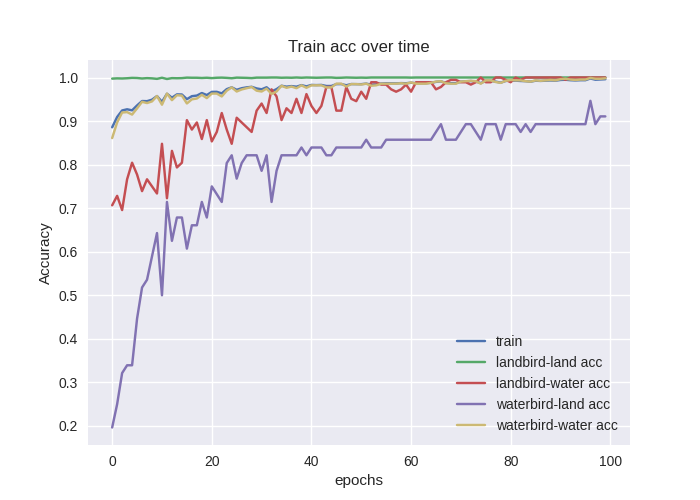 Train acc over time
Accuracy
1.0
0.9
0.8
0.7
0.6
0.5
0.4
0.3
0.2
train
landbird-land acc
landbird-water acc
waterbird-land acc
waterbird-water acc
0 20 40 60 80 100
epochs